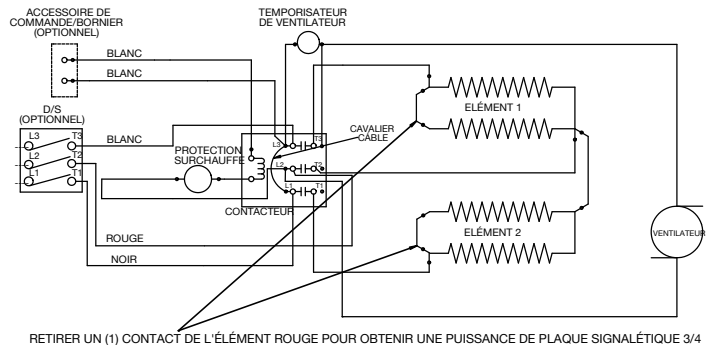 ACCESSOIRE DE
COMMANDE/BORNIER
(OPTIONNEL)
TEMPORISATEUR
DE VENTILATEUR
BLANC
BLANC
D/S
(OPTIONNEL)
L3 T3
L2 T2
L1 T1
BLANC
PROTECTION
SURCHAUFFE
CAVALIER
CÂBLE
L3 T3
L2 T2
L1 T1
CONTACTEUR
ELÉMENT 1
ELÉMENT 2
VENTILATEUR
ROUGE
NOIR
RETIRER UN (1) CONTACT DE L'ÉLÉMENT ROUGE POUR OBTENIR UNE PUISSANCE DE PLAQUE SIGNALÉTIQUE 3/4